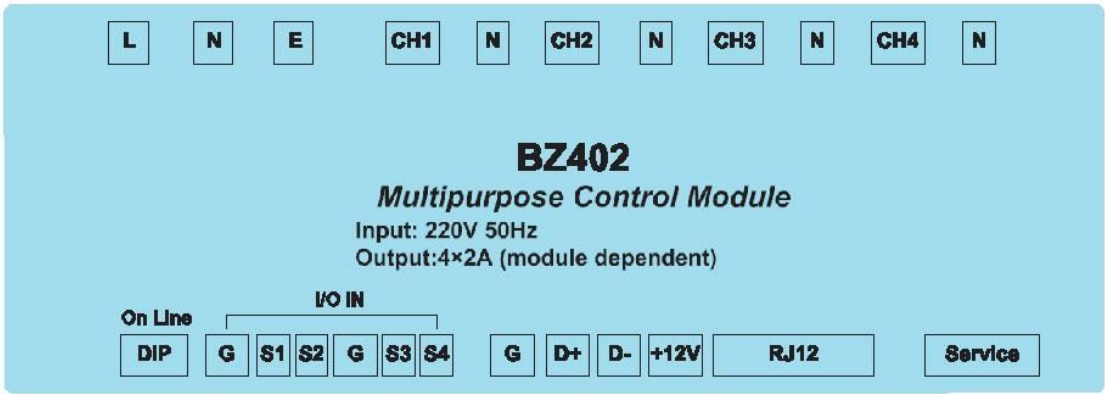 L N E CH1 N CH2 N CH3 N CH4 N
BZ402
Multipurpose Control Module
Input: 220V 50Hz
Output:4×2A (module dependent)
I/O IN
On Line
DIP G S1 S2 G S3 S4 G D+ D- +12V RJ12 Service